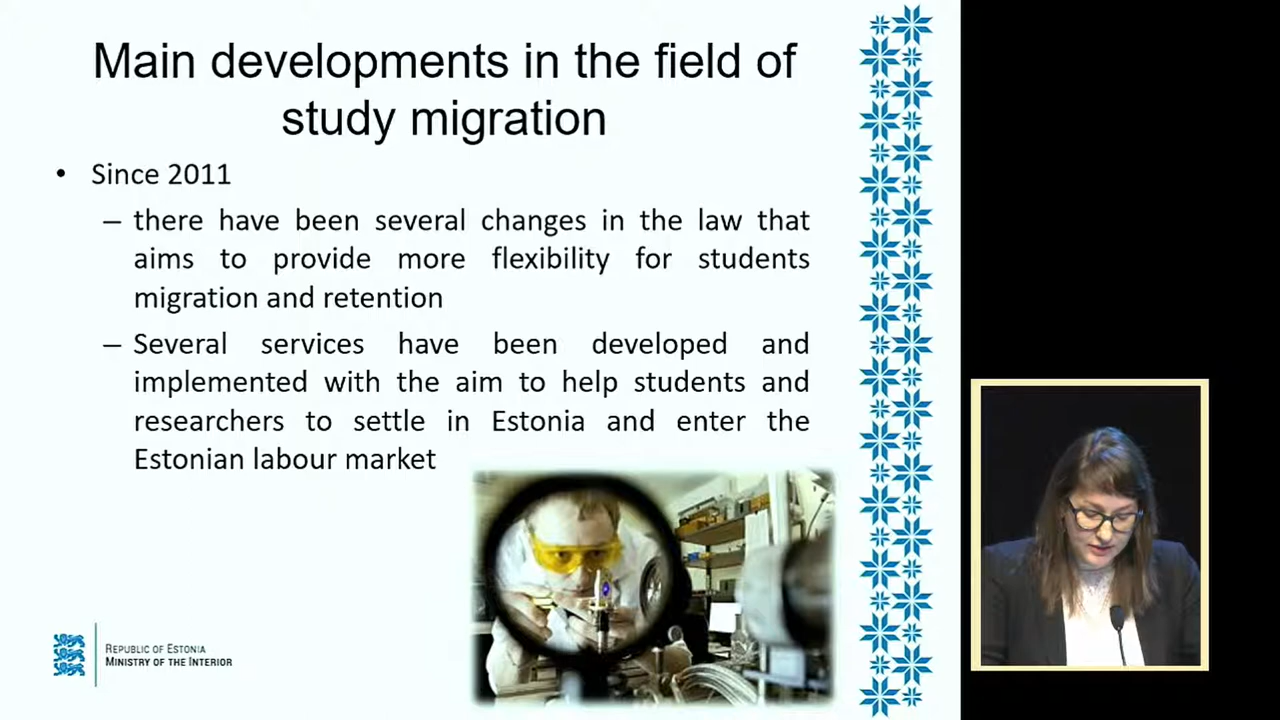 Main developments in the field of
study migration
• Since 2011
– there have been several changes in the law that
aims to provide more flexibility for students
migration and retention
– Several services have been developed and
implemented with the aim to help students and
researchers to settle in Estonia and enter the
Estonian labour market
REPUBLIC OF ESTONIA
MINISTRY OF THE INTERIOR